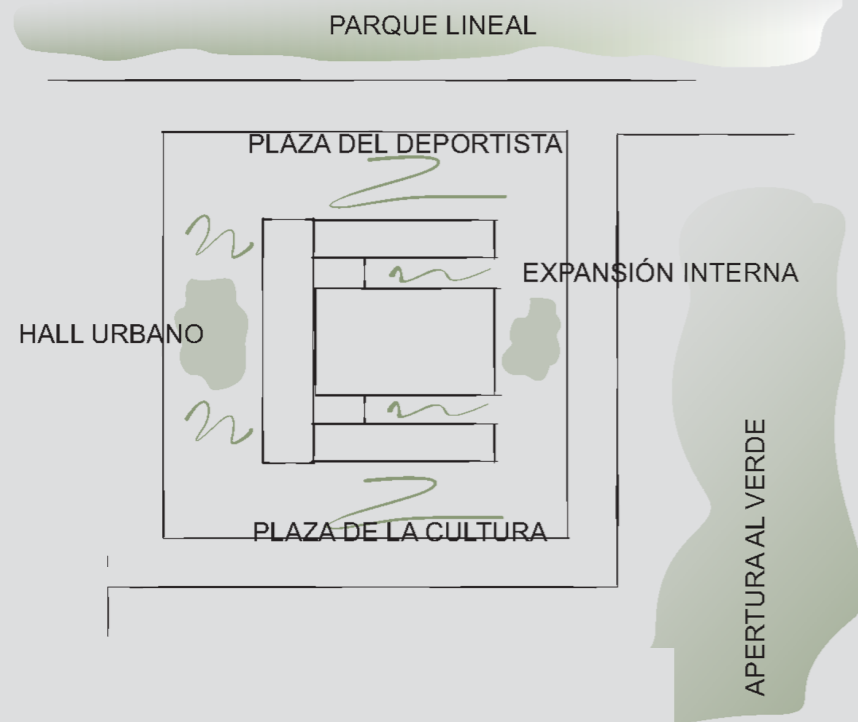 PARQUE LINEAL
PLAZA DEL DEPORTISTA
EXPANSIÓN INTERNA
HALL URBANO
PLAZA DE LA CULTURA
APERTURA AL VERDE